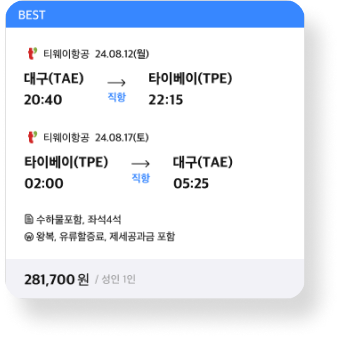 BEST
티웨이항공 24.08.12(월)
대구(TAE) → 타이베이(TPE)
20:40 직항 22:15
티웨이항공 24.08.17(토)
타이베이(TPE) → 대구(TAE)
02:00 직항 05:25
수하물포함, 좌석4석
왕복, 유류할증료, 제세공과금 포함
281,700원 / 성인 1인